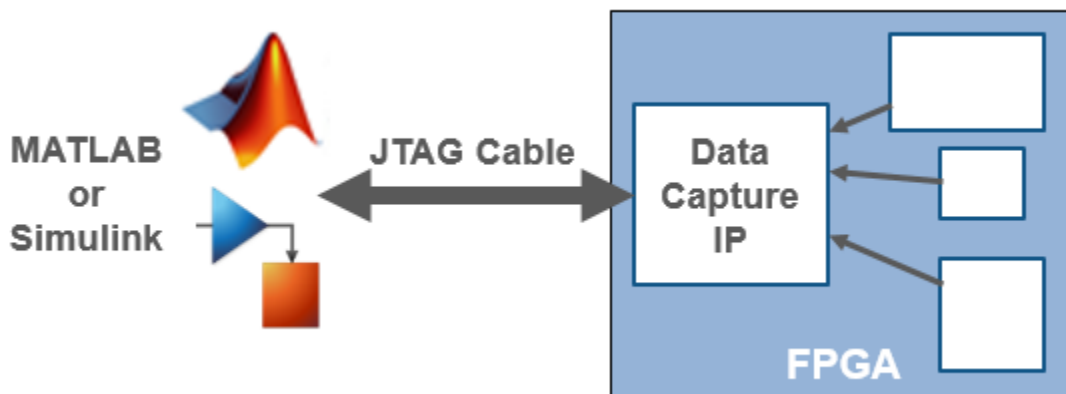 MATLAB
or
Simulink
JTAG Cable
Data
Capture
IP
FPGA